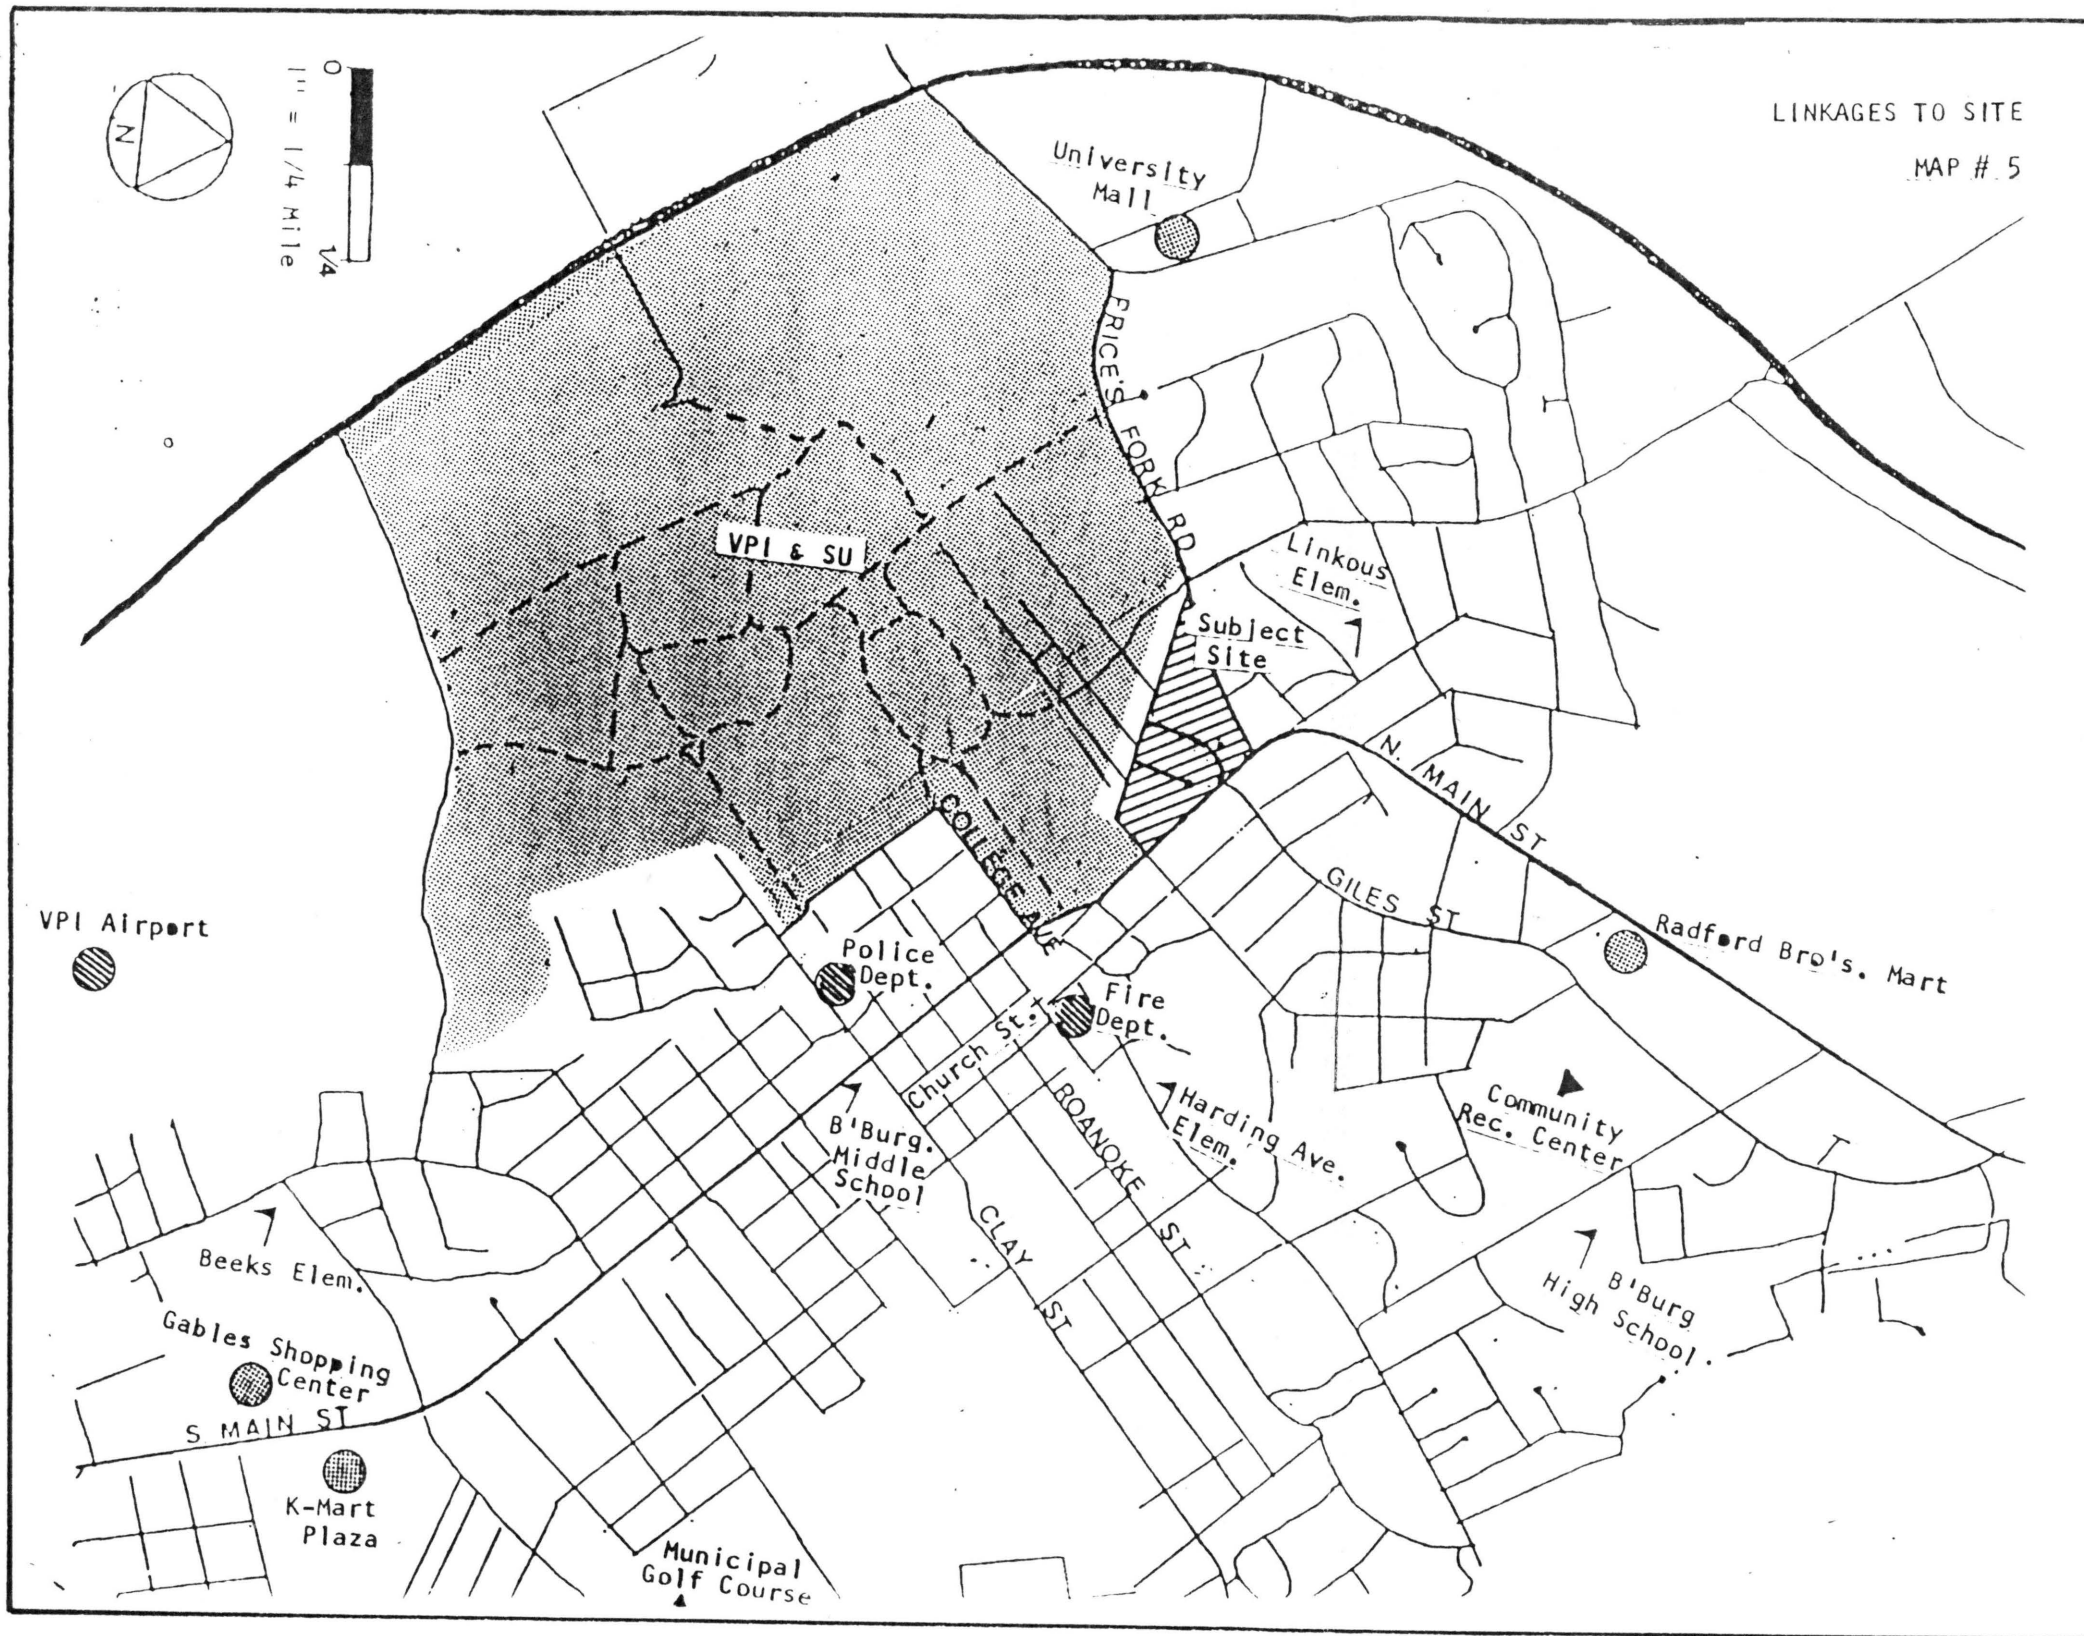 LINKAGES TO SITE
MAP # 5
N
0
1" = 1/4 Mile
1/4
University
Mall
PRICE'S FORK RD
VPI & SU
Linkous
Elem.
Subject
Site
N. MAIN ST
COLLEGE AVE
GILES ST
VPI Airport
Police
Dept.
Radford Bro's. Mart
Fire
Dept.
Church St.
Community
Rec. Center
Harding Ave.
Elem.
ROANOKE ST
B'Burg.
Middle
School
CLAY ST
Beeks Elem.
B'Burg
High School
Gables Shopping
Center
S MAIN ST
K-Mart
Plaza
Municipal
Golf Course